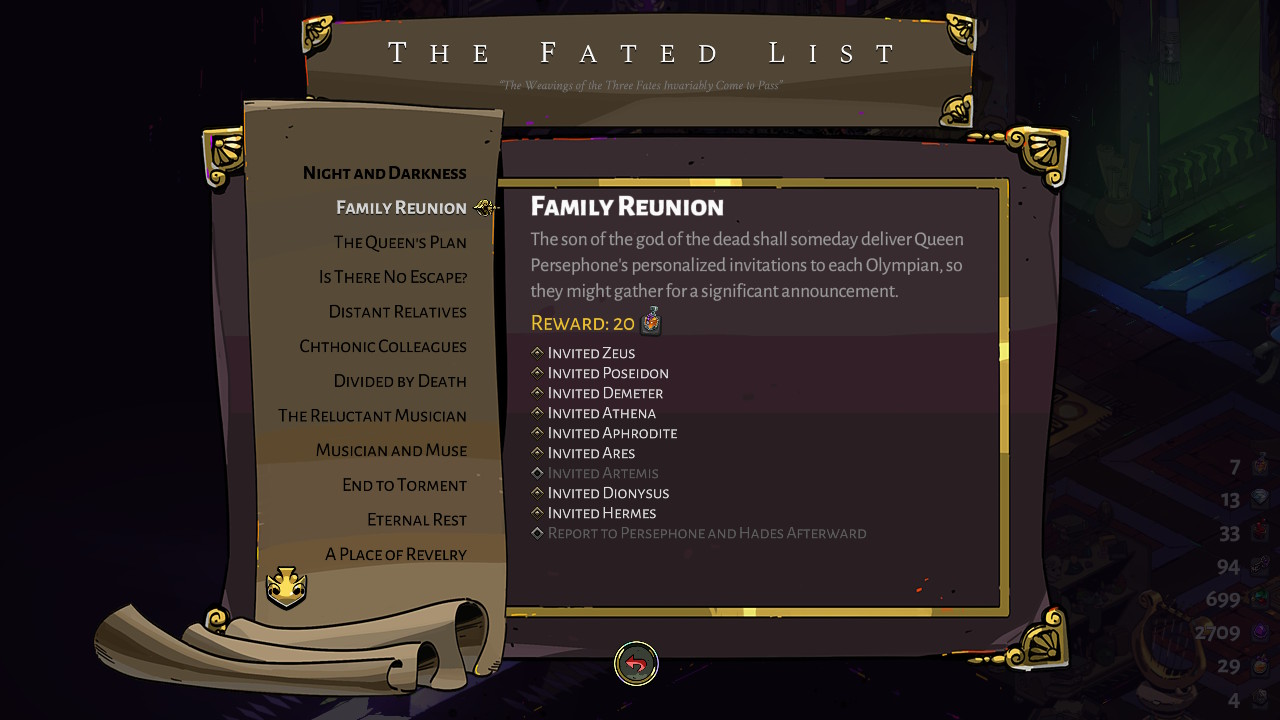 The Fated List
"The Weavings of the Three Fates Invariably Come to Pass"
Night and Darkness
Family Reunion
The Queen's Plan
Is There No Escape?
Distant Relatives
Chthonic Colleagues
Divided by Death
The Reluctant Musician
Musician and Muse
End to Torment
Eternal Rest
A Place of Revelry
Family Reunion
The son of the god of the dead shall someday deliver Queen
Persephone's personalized invitations to each Olympian, so
they might gather for a significant announcement.
Reward: 20
Invited Zeus
Invited Poseidon
Invited Demeter
Invited Athena
Invited Aphrodite
Invited Ares
Invited Artemis
Invited Dionysus
Invited Hermes
Report to Persephone and Hades Afterward
7
13
33
94
699
2709
29
4